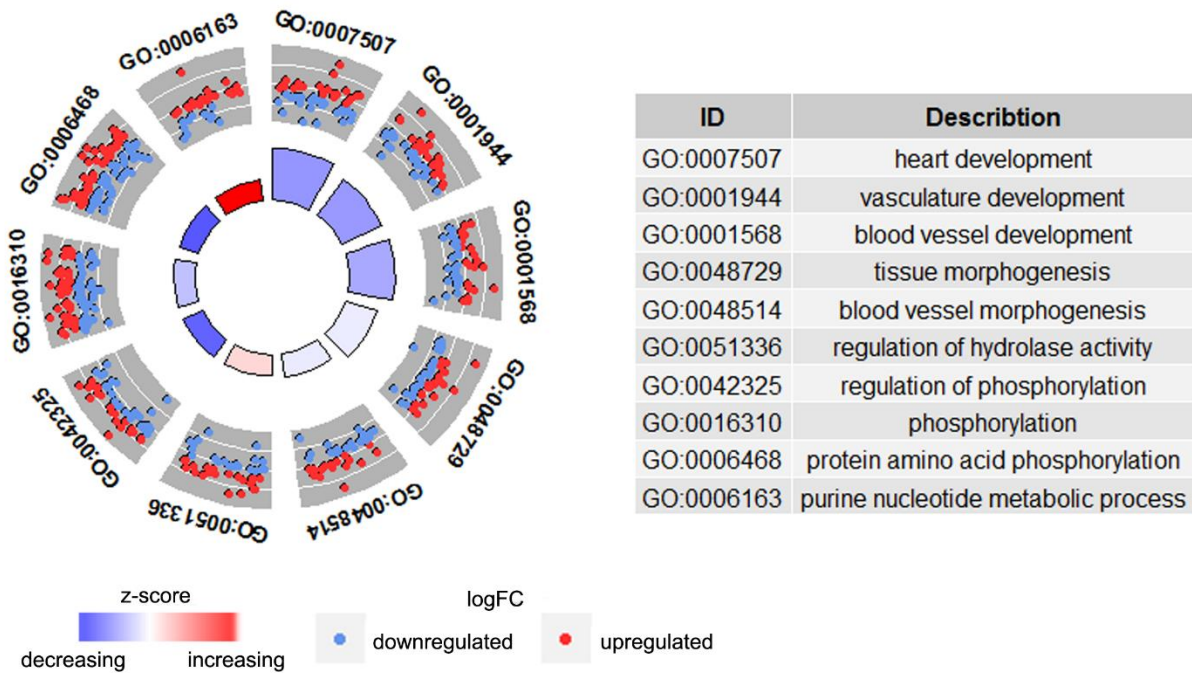 GO:0006163
GO:0007507
GO:0006468
GO:0001944
GO:0016310
GO:0001568
GO:0042325
GO:0048729
GO:0051336
GO:0048514
ID Describtion
GO:0007507 heart development
GO:0001944 vasculature development
GO:0001568 blood vessel development
GO:0048729 tissue morphogenesis
GO:0048514 blood vessel morphogenesis
GO:0051336 regulation of hydrolase activity
GO:0042325 regulation of phosphorylation
GO:0016310 phosphorylation
GO:0006468 protein amino acid phosphorylation
GO:0006163 purine nucleotide metabolic process
z-score
decreasing increasing
logFC
downregulated upregulated